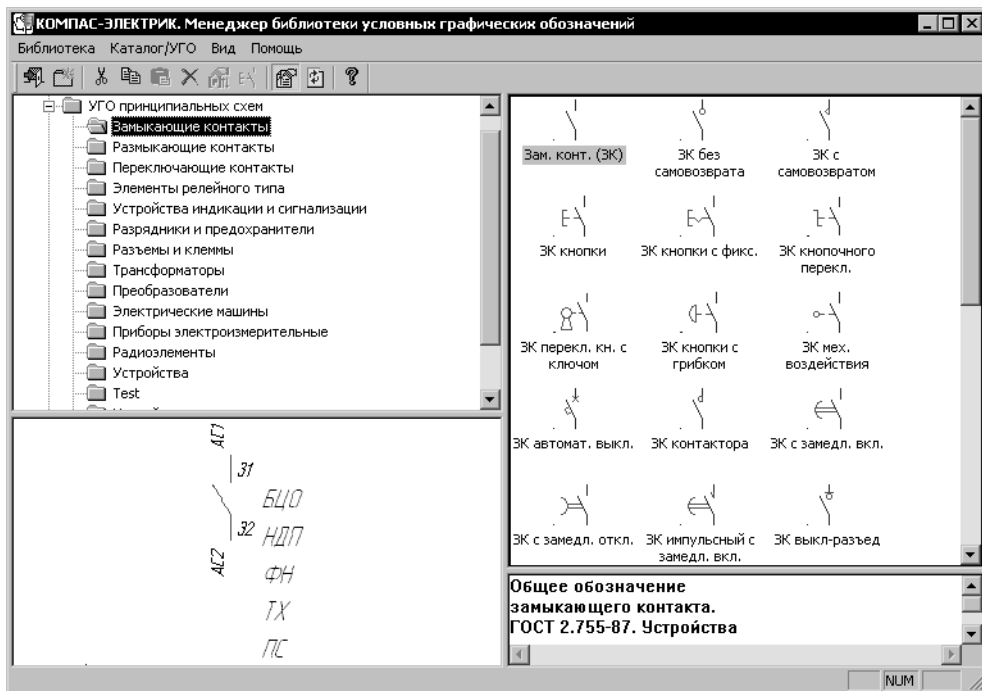 КОМПАС-ЭЛЕКТРИК. Менеджер библиотеки условных графических обозначений
Библиотека Каталог/УГО Вид Помощь
УГО принципиальных схем
Замыкающие контакты
Размыкающие контакты
Переключающие контакты
Элементы релейного типа
Устройства индикации и сигнализации
Разрядники и предохранители
Разъемы и клеммы
Трансформаторы
Преобразователи
Электрические машины
Приборы электроизмерительные
Радиоэлементы
Устройства
Test
Зам. конт. (ЗК)
ЗК без
самовозврата
ЗК с
самовозвратом
ЗК кнопки
ЗК кнопки с фикс.
ЗК кнопочного
перекл.
ЗК перекл. кн. с
ключом
ЗК кнопки с
грибком
ЗК мех.
воздействия
ЗК автомат. выкл.
ЗК контактора
ЗК с замедл. вкл.
ЗК с замедл. откл.
ЗК импульсный с
замедл. вкл.
ЗК выкл-разъед
AC1
31
БЦО
32
НДП
AC2
ФН
ТХ
ПС
Общее обозначение
замыкающего контакта.
ГОСТ 2.755-87. Устройства
NUM